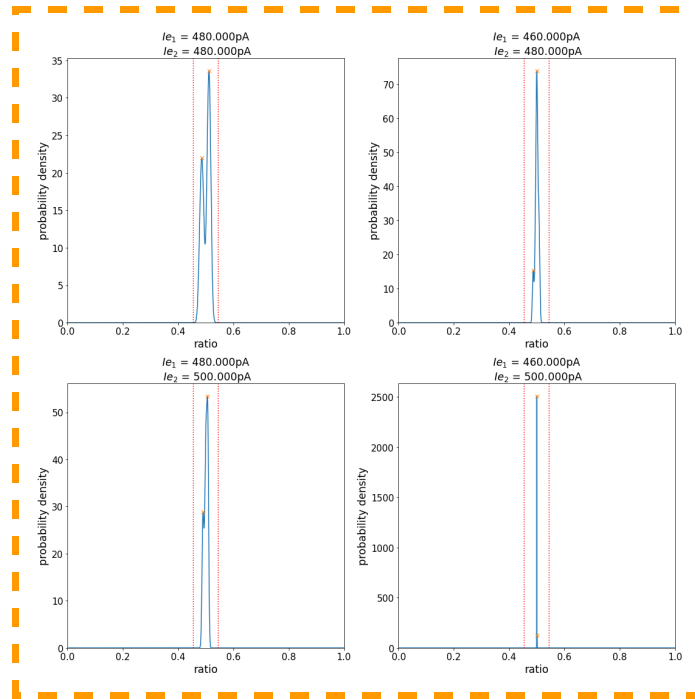 Ie₁ = 480.000pA
Ie₂ = 480.000pA
35
30
25
20
15
10
5
0
probability density
0.0 0.2 0.4 0.6 0.8 1.0
ratio
Ie₁ = 460.000pA
Ie₂ = 480.000pA
70
60
50
40
30
20
10
0
probability density
0.0 0.2 0.4 0.6 0.8 1.0
ratio
Ie₁ = 480.000pA
Ie₂ = 500.000pA
50
40
30
20
10
0
probability density
0.0 0.2 0.4 0.6 0.8 1.0
ratio
Ie₁ = 460.000pA
Ie₂ = 500.000pA
2500
2000
1500
1000
500
0
probability density
0.0 0.2 0.4 0.6 0.8 1.0
ratio